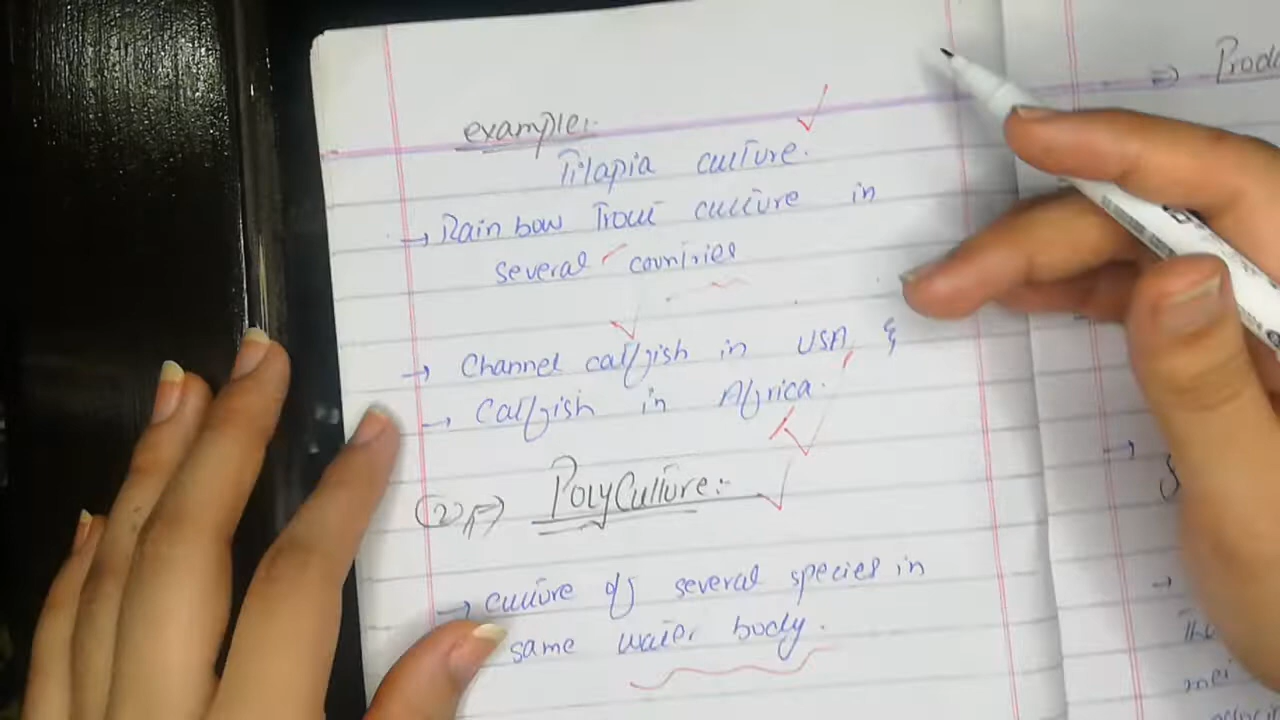 example:-
Tilapia culture.
→ Rain bow Trout culture in
several countries
→ Channel catfish in USA &
→ Catfish in Africa.
(2) Polyculture:-
→ culture of several species in
same water body.